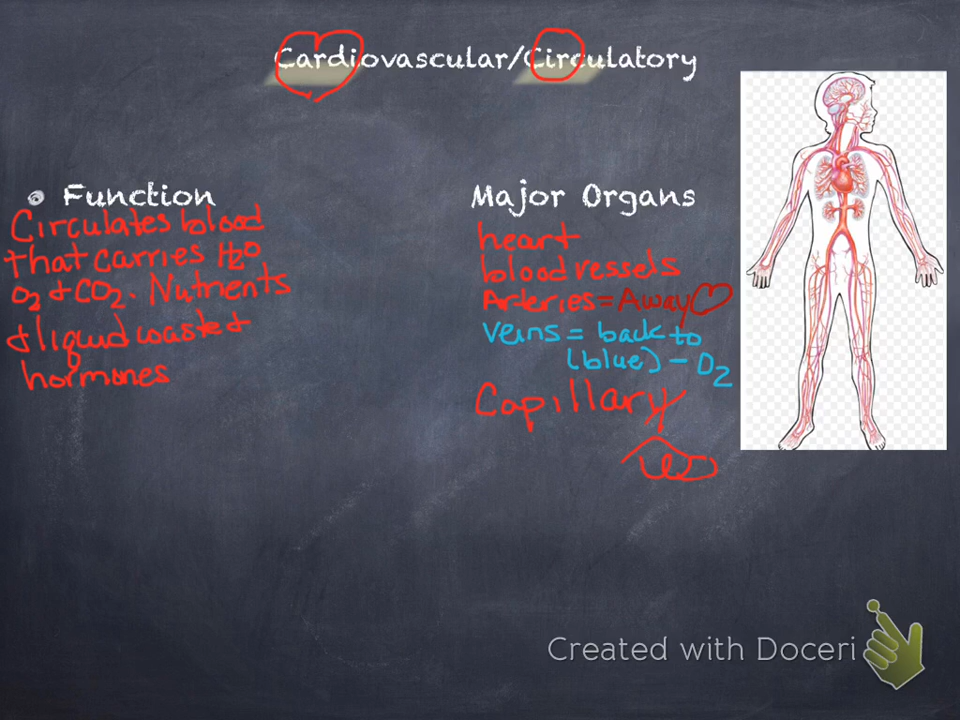 Cardiovascular/Circulatory
Function
Circulates blood
that carries H2O
O2 + CO2. Nutrients
+ liquid waste +
hormones
Major Organs
heart
blood vessels
Arteries = Away
Veins = back to
(blue) - O2
Capillary
ies
Created with Doceri